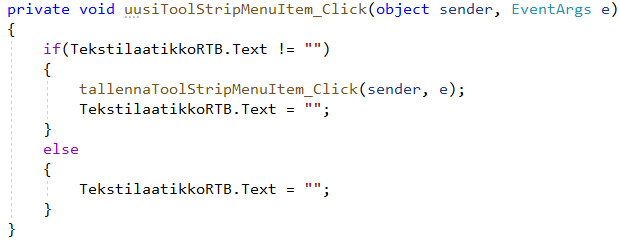 private void uusiToolStripMenuItem_Click(object sender, EventArgs e)
{
    if(TekstilaatikkoRTB.Text != "")
    {
        tallennaToolStripMenuItem_Click(sender, e);
        TekstilaatikkoRTB.Text = "";
    }
    else
    {
        TekstilaatikkoRTB.Text = "";
    }
}